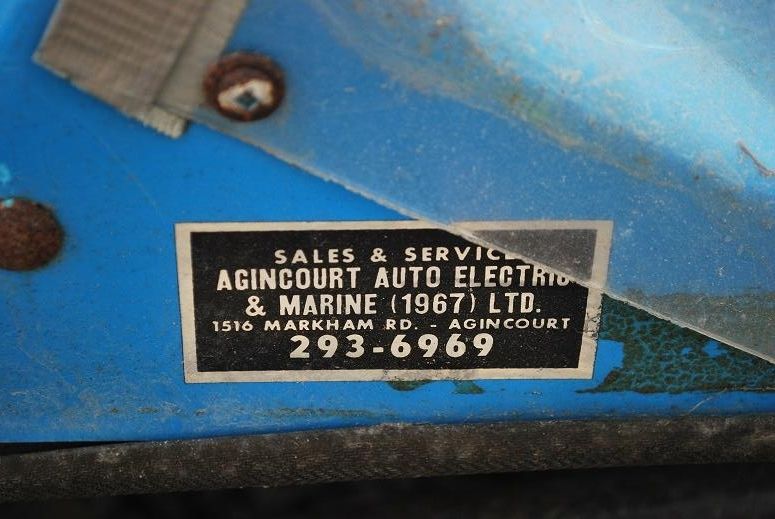 SALES & SERVICE
AGINCOURT AUTO ELECTRIC
& MARINE (1967) LTD.
1516 MARKHAM RD. - AGINCOURT
293-6969